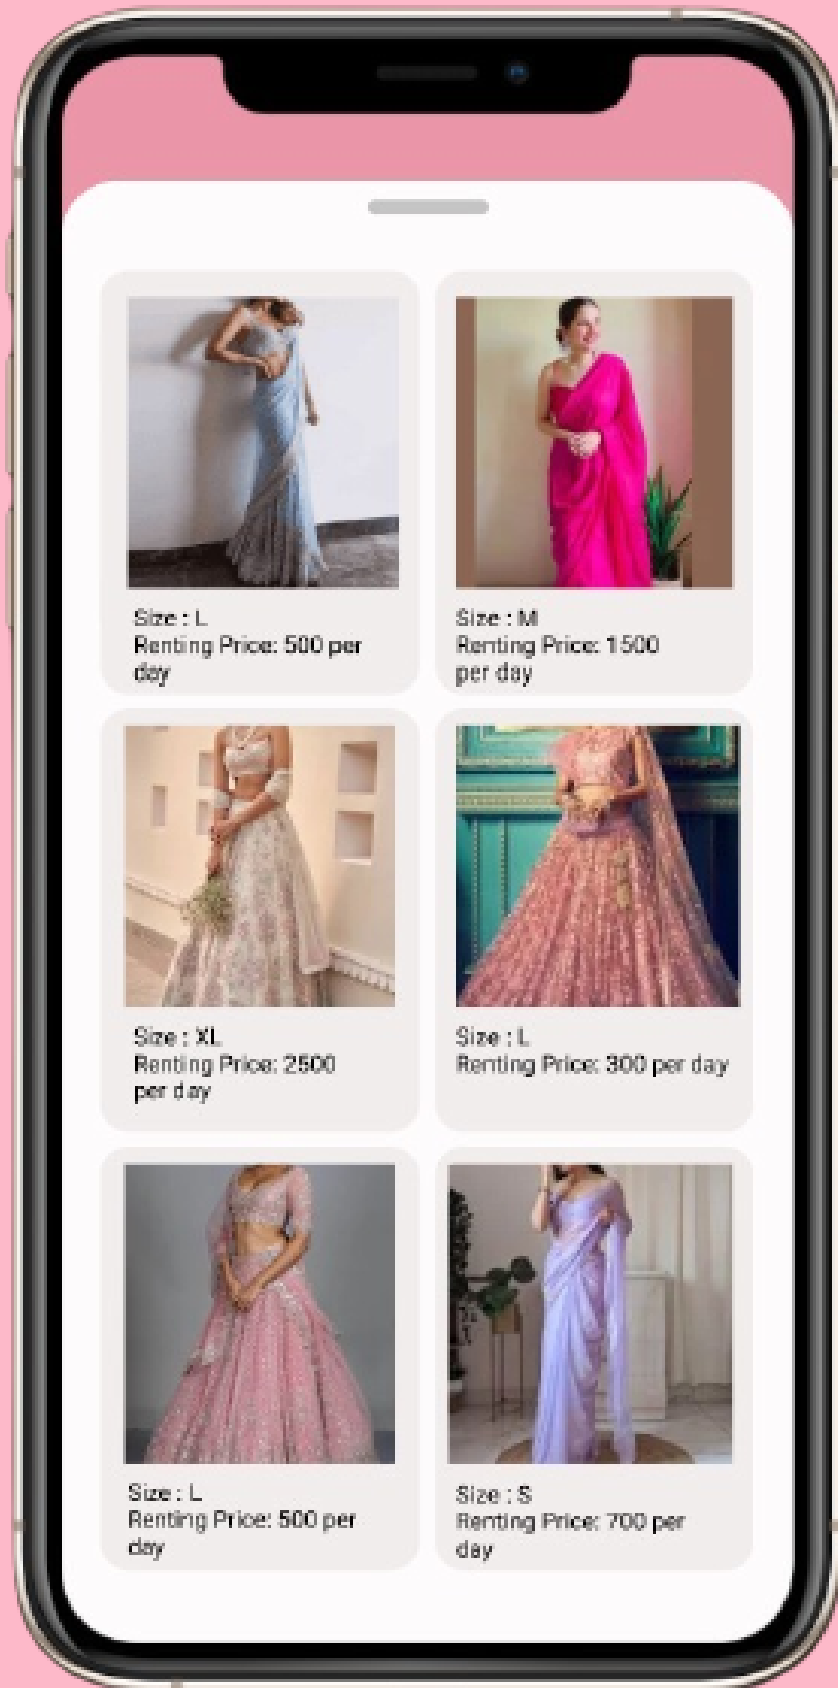 Size : L
Renting Price: 500 per
day
Size : M
Renting Price: 1500
per day
Size : XL
Renting Price: 2500
per day
Size : L
Renting Price: 300 per day
Size : L
Renting Price: 500 per
day
Size : S
Renting Price: 700 per
day